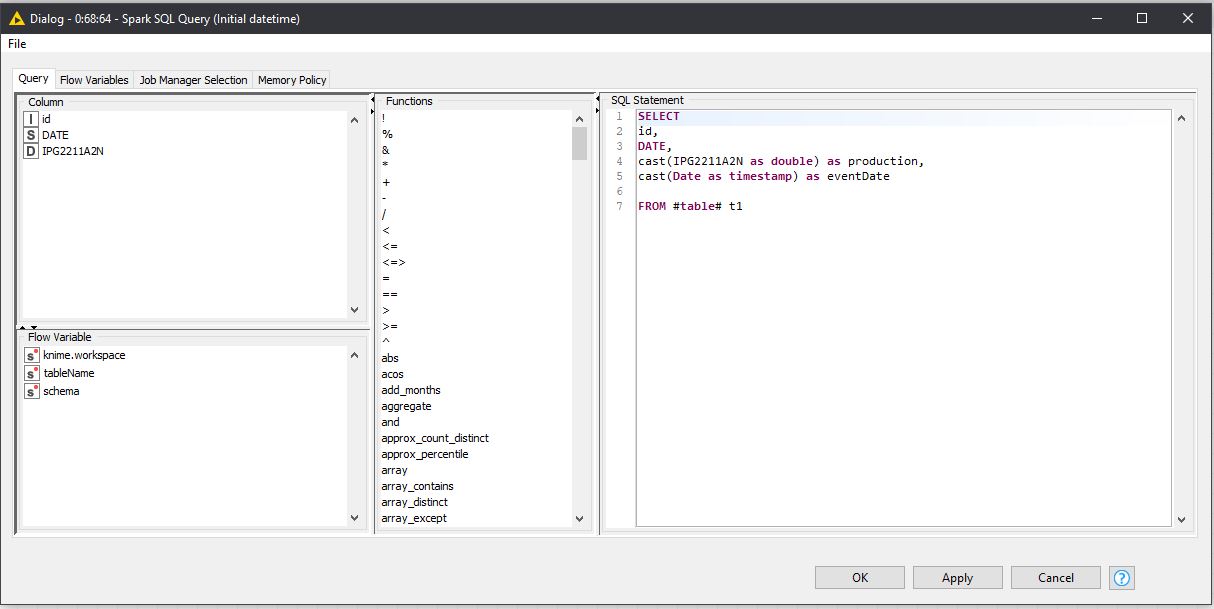 Dialog - 0:68:64 - Spark SQL Query (Initial datetime)
File
Query Flow Variables Job Manager Selection Memory Policy
Column
I id
S DATE
D IPG2211A2N
Flow Variable
s knime.workspace
s tableName
s schema
Functions
!
%
&
*
+
-
/
<
<=
<=>
=
==
>
>=
^
abs
acos
add_months
aggregate
and
approx_count_distinct
approx_percentile
array
array_contains
array_distinct
array_except
SQL Statement
1 SELECT
2 id,
3 DATE,
4 cast(IPG2211A2N as double) as production,
5 cast(Date as timestamp) as eventDate
6
7 FROM #table# t1
OK Apply Cancel ?